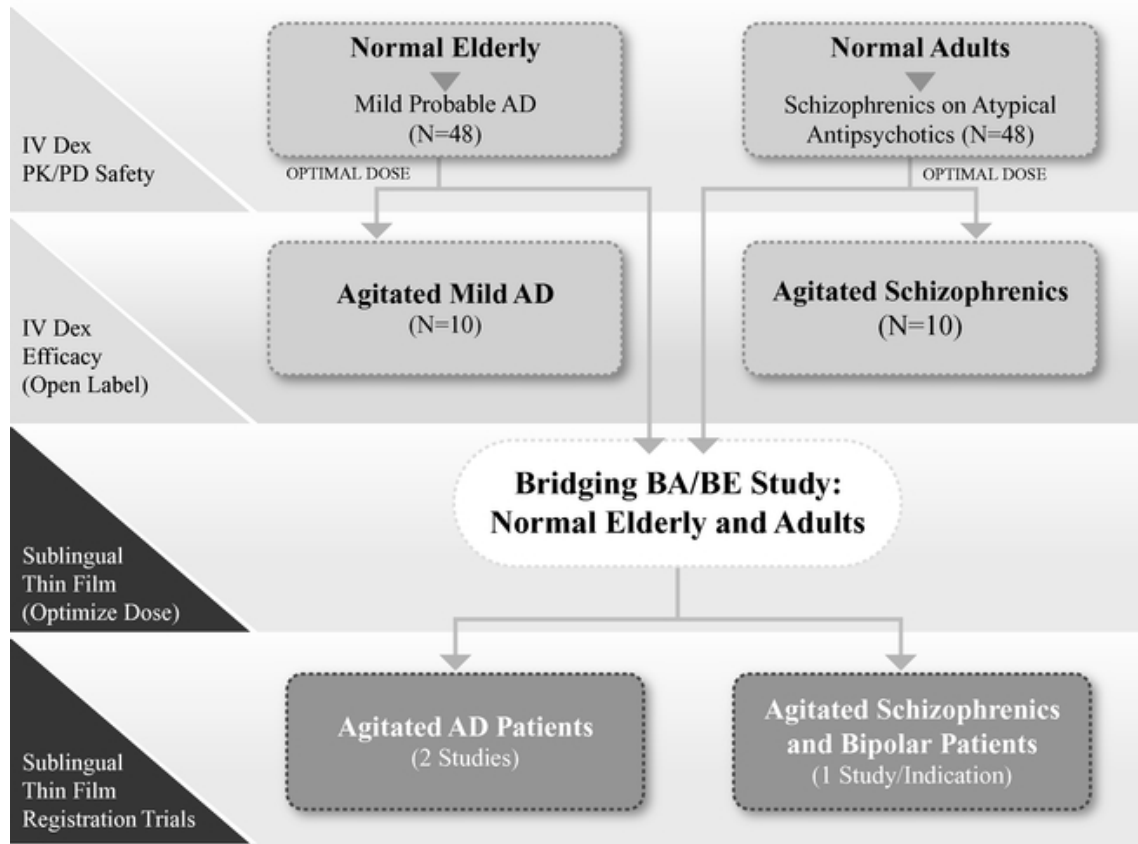 Normal Elderly
Mild Probable AD
(N=48)
Normal Adults
Schizophrenics on Atypical
Antipsychotics (N=48)
IV Dex
PK/PD Safety
OPTIMAL DOSE
OPTIMAL DOSE
Agitated Mild AD
(N=10)
Agitated Schizophrenics
(N=10)
IV Dex
Efficacy
(Open Label)
Bridging BA/BE Study:
Normal Elderly and Adults
Sublingual
Thin Film
(Optimize Dose)
Agitated AD Patients
(2 Studies)
Agitated Schizophrenics
and Bipolar Patients
(1 Study/Indication)
Sublingual
Thin Film
Registration Trials